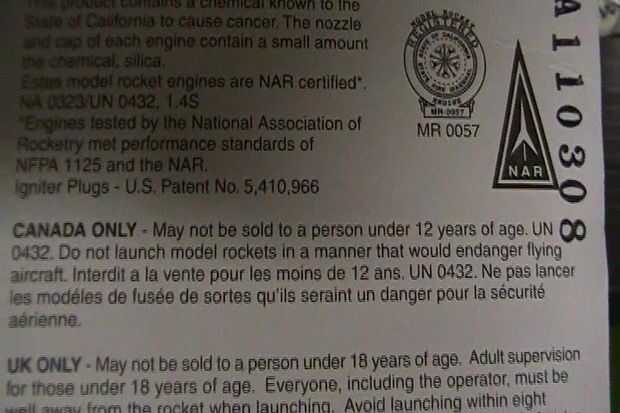 This product contains a chemical known to the
State of California to cause cancer. The nozzle
and cap of each engine contain a small amount
the chemical, silica.
Estes model rocket engines are NAR certified*.
NA 0323/UN 0432, 1.4S
*Engines tested by the National Association of
Rocketry met performance standards of
NFPA 1125 and the NAR.
Igniter Plugs - U.S. Patent No. 5,410,966
MODEL ROCKET
REGISTERED
ENGINE
MR-0057
MR 0057
NAR
A110308
CANADA ONLY - May not be sold to a person under 12 years of age. UN
0432. Do not launch model rockets in a manner that would endanger flying
aircraft. Interdit a la vente pour les moins de 12 ans. UN 0432. Ne pas lancer
les modéles de fusée de sortes qu'ils seraint un danger pour la sécurité
aérienne.
UK ONLY - May not be sold to a person under 18 years of age. Adult supervision
for those under 18 years of age. Everyone, including the operator, must be
well away from the rocket when launching. Avoid launching within eight